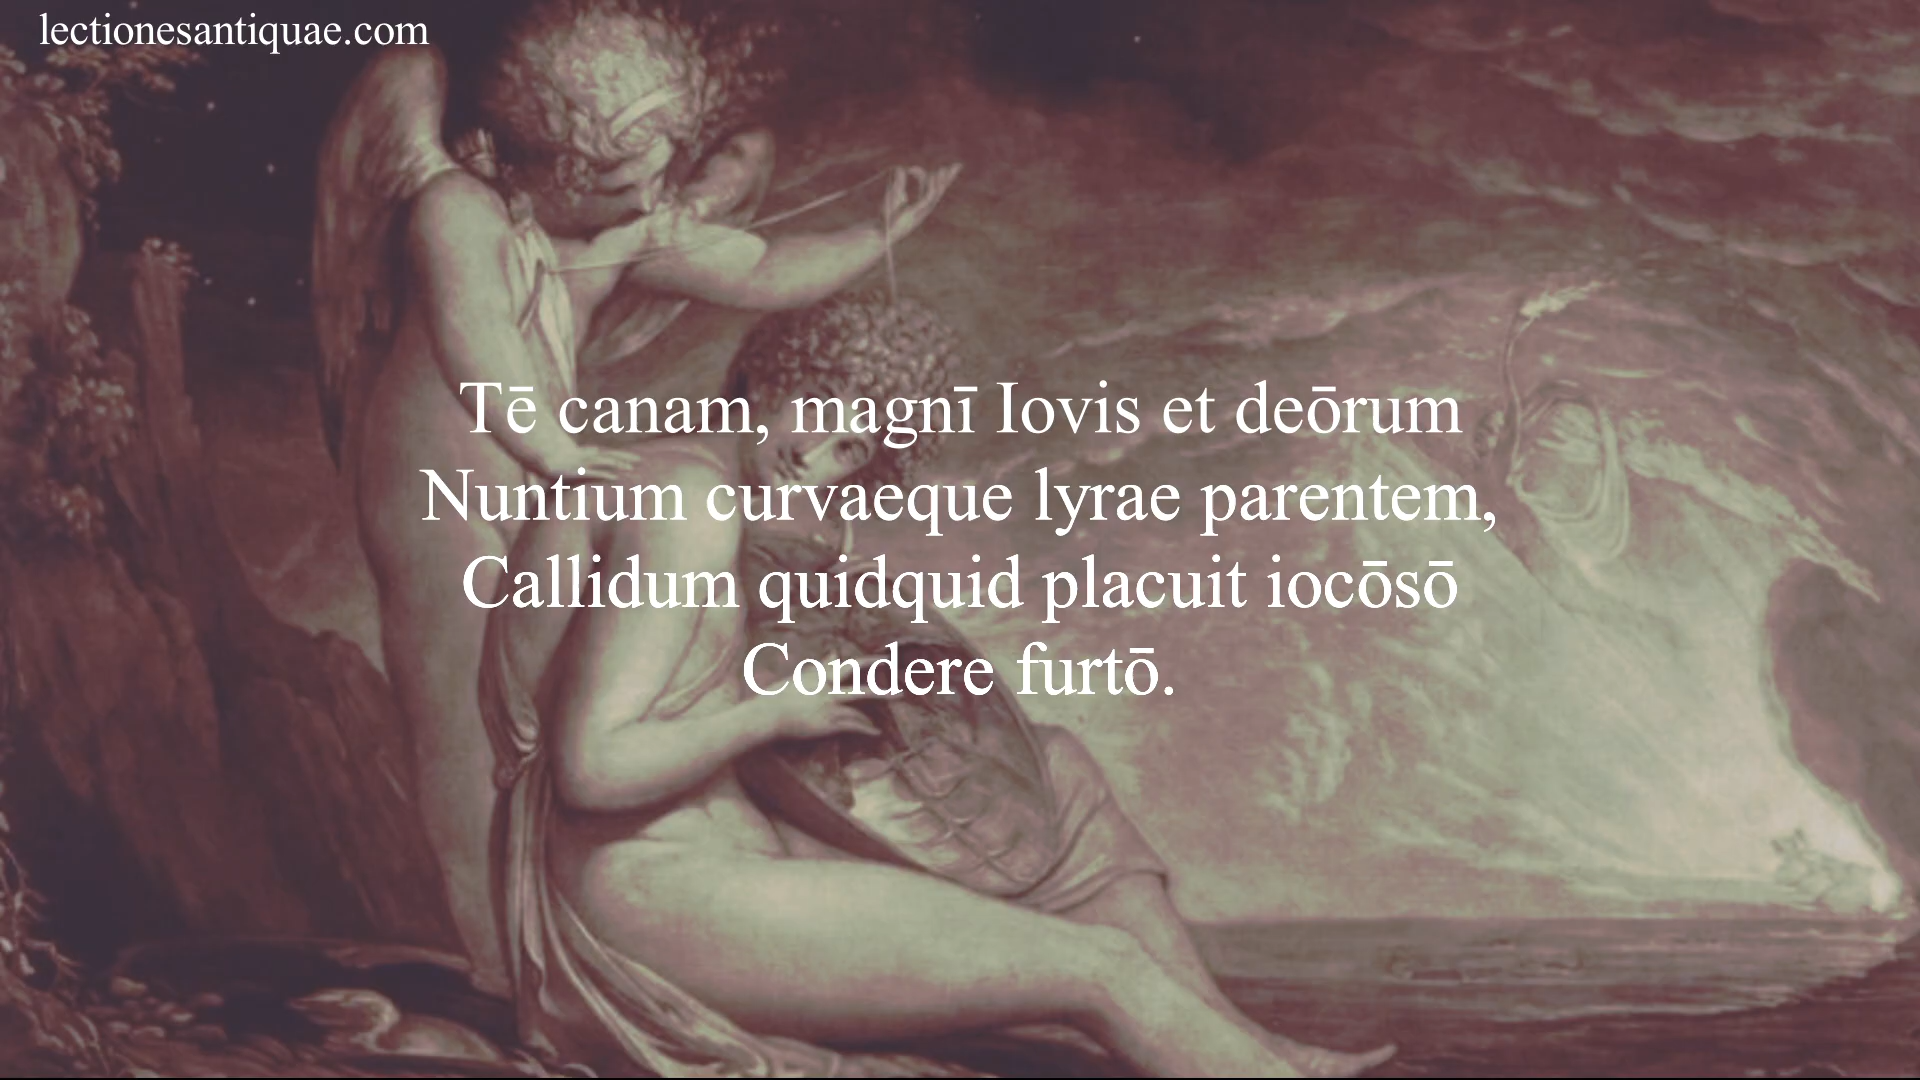 lectionesantiquae.com
Tē canam, magnī Iovis et deōrum
Nuntium curvaeque lyrae parentem,
Callidum quidquid placuit iocōsō
Condere furtō.